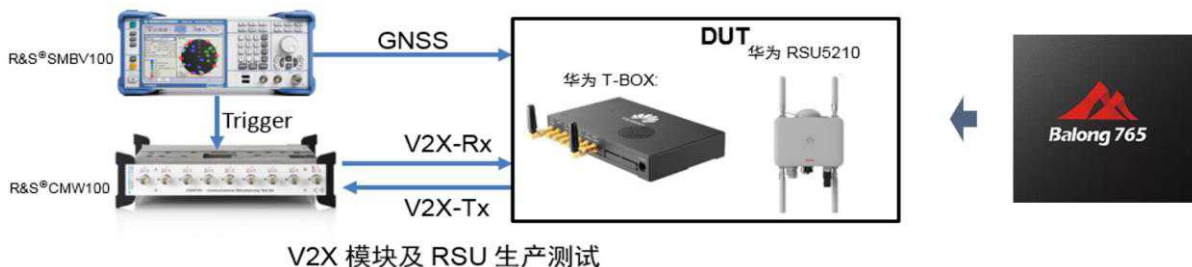 R&S®SMBV100
GNSS
DUT
华为 RSU5210
华为 T-BOX:
Trigger
Balong 765
V2X-Rx
R&S®CMW100
V2X-Tx
V2X 模块及 RSU 生产测试